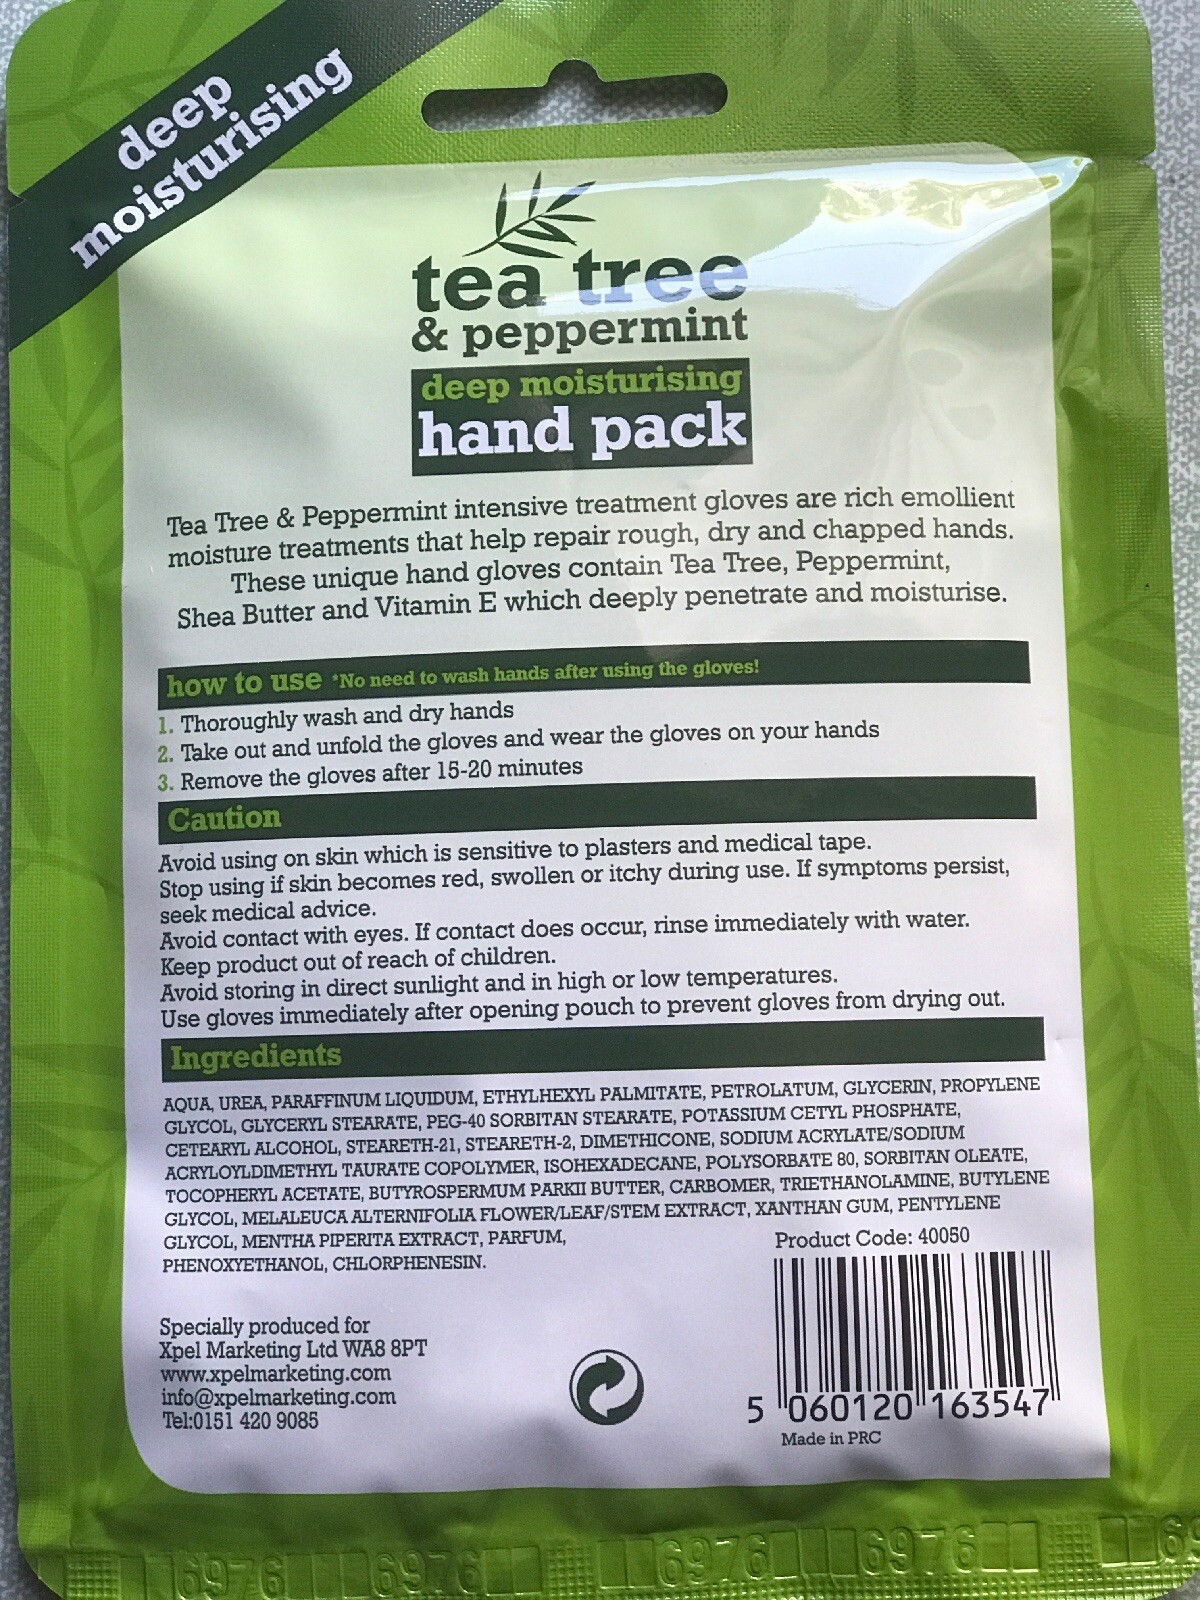 deep
moisturising
tea tree
& peppermint
deep moisturising
hand pack
Tea Tree & Peppermint intensive treatment gloves are rich emollient
moisture treatments that help repair rough, dry and chapped hands.
These unique hand gloves contain Tea Tree, Peppermint,
Shea Butter and Vitamin E which deeply penetrate and moisturise.
how to use *No need to wash hands after using the gloves!
1. Thoroughly wash and dry hands
2. Take out and unfold the gloves and wear the gloves on your hands
3. Remove the gloves after 15-20 minutes
Caution
Avoid using on skin which is sensitive to plasters and medical tape.
Stop using if skin becomes red, swollen or itchy during use. If symptoms persist,
seek medical advice.
Avoid contact with eyes. If contact does occur, rinse immediately with water.
Keep product out of reach of children.
Avoid storing in direct sunlight and in high or low temperatures.
Use gloves immediately after opening pouch to prevent gloves from drying out.
Ingredients
AQUA, UREA, PARAFFINUM LIQUIDUM, ETHYLHEXYL PALMITATE, PETROLATUM, GLYCERIN, PROPYLENE
GLYCOL, GLYCERYL STEARATE, PEG-40 SORBITAN STEARATE, POTASSIUM CETYL PHOSPHATE,
CETEARYL ALCOHOL, STEARETH-21, STEARETH-2, DIMETHICONE, SODIUM ACRYLATE/SODIUM
ACRYLOYLDIMETHYL TAURATE COPOLYMER, ISOHEXADECANE, POLYSORBATE 80, SORBITAN OLEATE,
TOCOPHERYL ACETATE, BUTYROSPERMUM PARKII BUTTER, CARBOMER, TRIETHANOLAMINE, BUTYLENE
GLYCOL, MELALEUCA ALTERNIFOLIA FLOWER/LEAF/STEM EXTRACT, XANTHAN GUM, PENTYLENE
GLYCOL, MENTHA PIPERITA EXTRACT, PARFUM,
PHENOXYETHANOL, CHLORPHENESIN.
Product Code: 40050
Specially produced for
Xpel Marketing Ltd WA8 8PT
www.xpelmarketing.com
info@xpelmarketing.com
Tel:0151 420 9085
5 060120 163547
Made in PRC
6976 6976 6976 6976 69